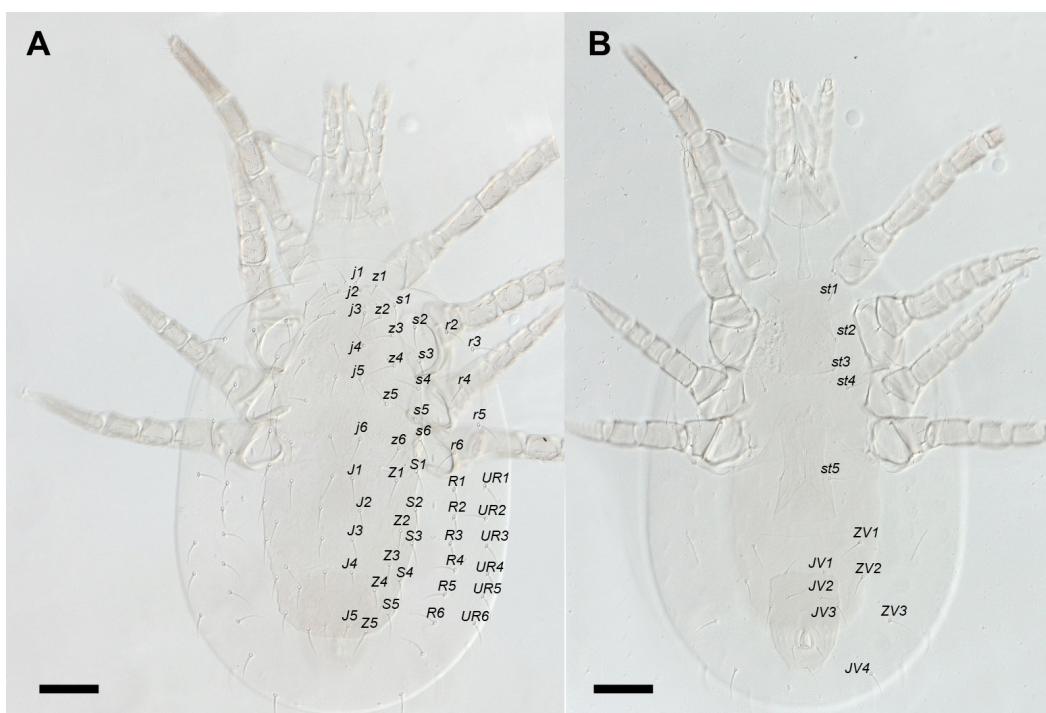 A
B
j1 z1
j2 s1
j3 z2 s2 r2
z3 r3
j4 z4 s3
j5 s4 r4
z5 s5 r5
j6 z6 s6 r6
J1 Z1 S1 R1 UR1
J2 S2 R2 UR2
Z2
J3 S3 R3 UR3
J4 Z3 S4 R4 UR4
Z4 R5 UR5
J5 Z5 S5 R6 UR6
st1
st2
st3
st4
st5
ZV1
JV1 ZV2
JV2
JV3 ZV3
JV4